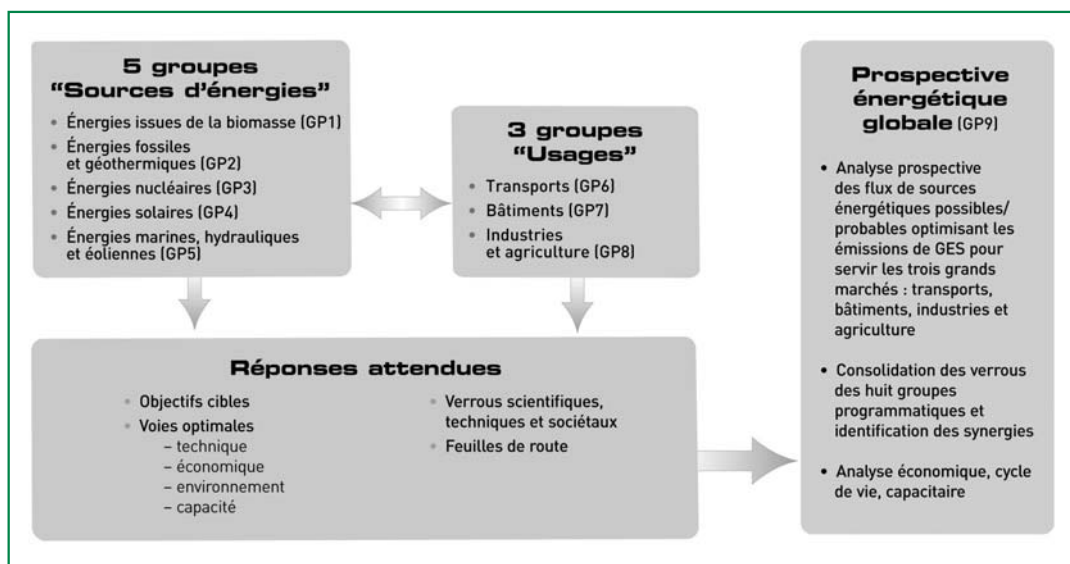 5 groupes
“Sources d’énergies”
• Énergies issues de la biomasse (GP1)
• Énergies fossiles
et géothermiques (GP2)
• Énergies nucléaires (GP3)
• Énergies solaires (GP4)
• Énergies marines, hydrauliques
et éoliennes (GP5)
3 groupes
“Usages”
• Transports (GP6)
• Bâtiments (GP7)
• Industries
et agriculture (GP8)
Réponses attendues
• Objectifs cibles
• Voies optimales
– technique
– économique
– environnement
– capacité
• Verrous scientifiques,
techniques et sociétaux
• Feuilles de route
Prospective
énergétique
globale (GP9)
• Analyse prospective
des flux de sources
énergétiques possibles/
probables optimisant les
émissions de GES pour
servir les trois grands
marchés : transports,
bâtiments, industries et
agriculture
• Consolidation des verrous
des huit groupes
programmatiques et
identification des synergies
• Analyse économique, cycle
de vie, capacitaire